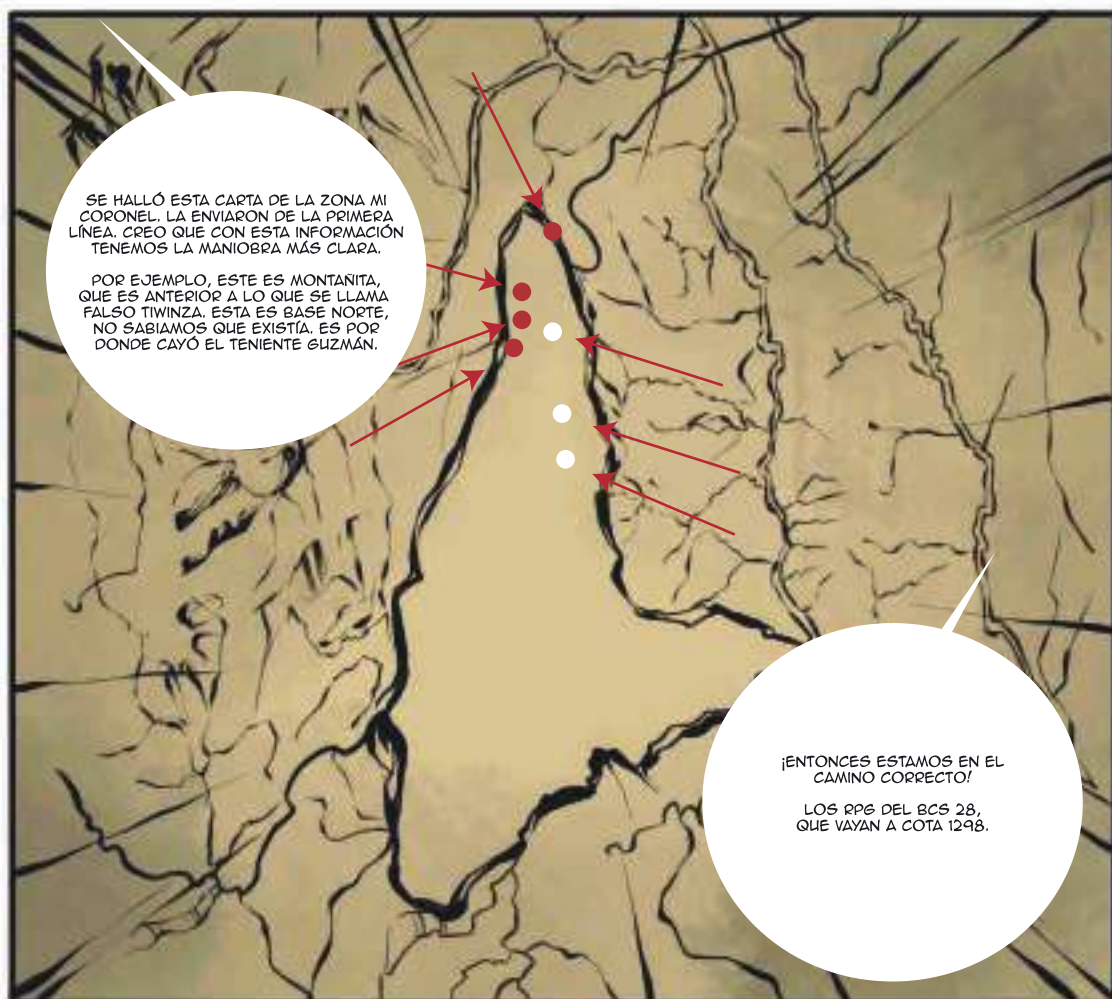 SE HALLÓ ESTA CARTA DE LA ZONA MI
CORONEL. LA ENVIARON DE LA PRIMERA
LÍNEA. CREO QUE CON ESTA INFORMACIÓN
TENEMOS LA MANIOBRA MÁS CLARA.
POR EJEMPLO, ESTE ES MONTAÑITA,
QUE ES ANTERIOR A LO QUE SE LLAMA
FALSO TIWINZA. ESTA ES BASE NORTE,
NO SABIAMOS QUE EXISTÍA. ES POR
DONDE CAYÓ EL TENIENTE GUZMÁN.
¡ENTONCES ESTAMOS EN EL
CAMINO CORRECTO!
LOS RPG DEL BCS 28,
QUE VAYAN A COTA 1298.